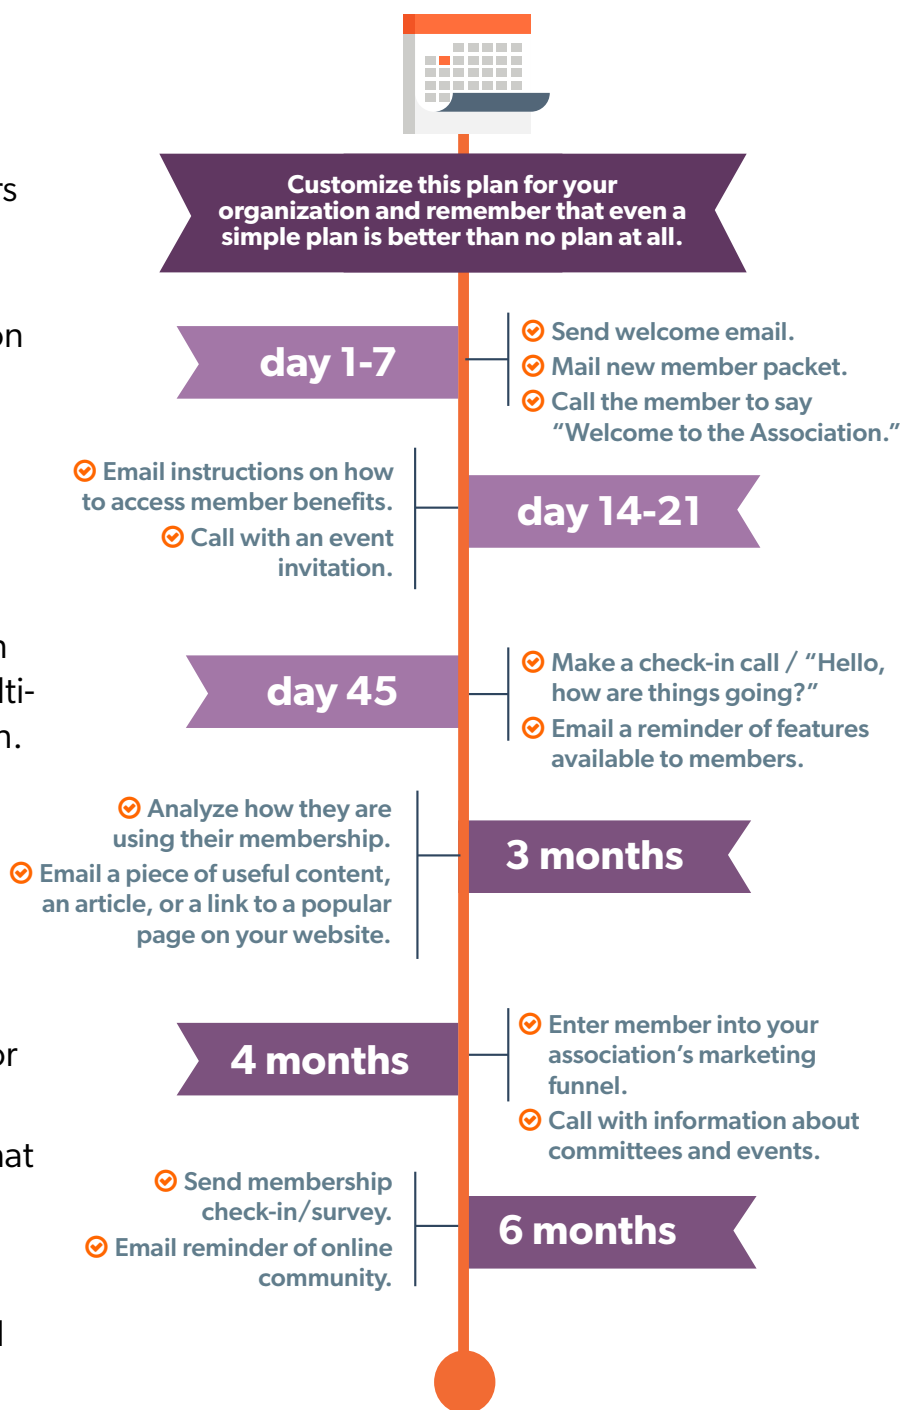 Customize this plan for your
organization and remember that even a
simple plan is better than no plan at all.
day 1-7
Send welcome email.
Mail new member packet.
Call the member to say
“Welcome to the Association.”
Email instructions on how
to access member benefits.
Call with an event
invitation.
day 14-21
day 45
Make a check-in call / “Hello,
how are things going?”
Email a reminder of features
available to members.
Analyze how they are
using their membership.
Email a piece of useful content,
an article, or a link to a popular
page on your website.
3 months
4 months
Enter member into your
association’s marketing
funnel.
Call with information about
committees and events.
Send membership
check-in/survey.
Email reminder of online
community.
6 months